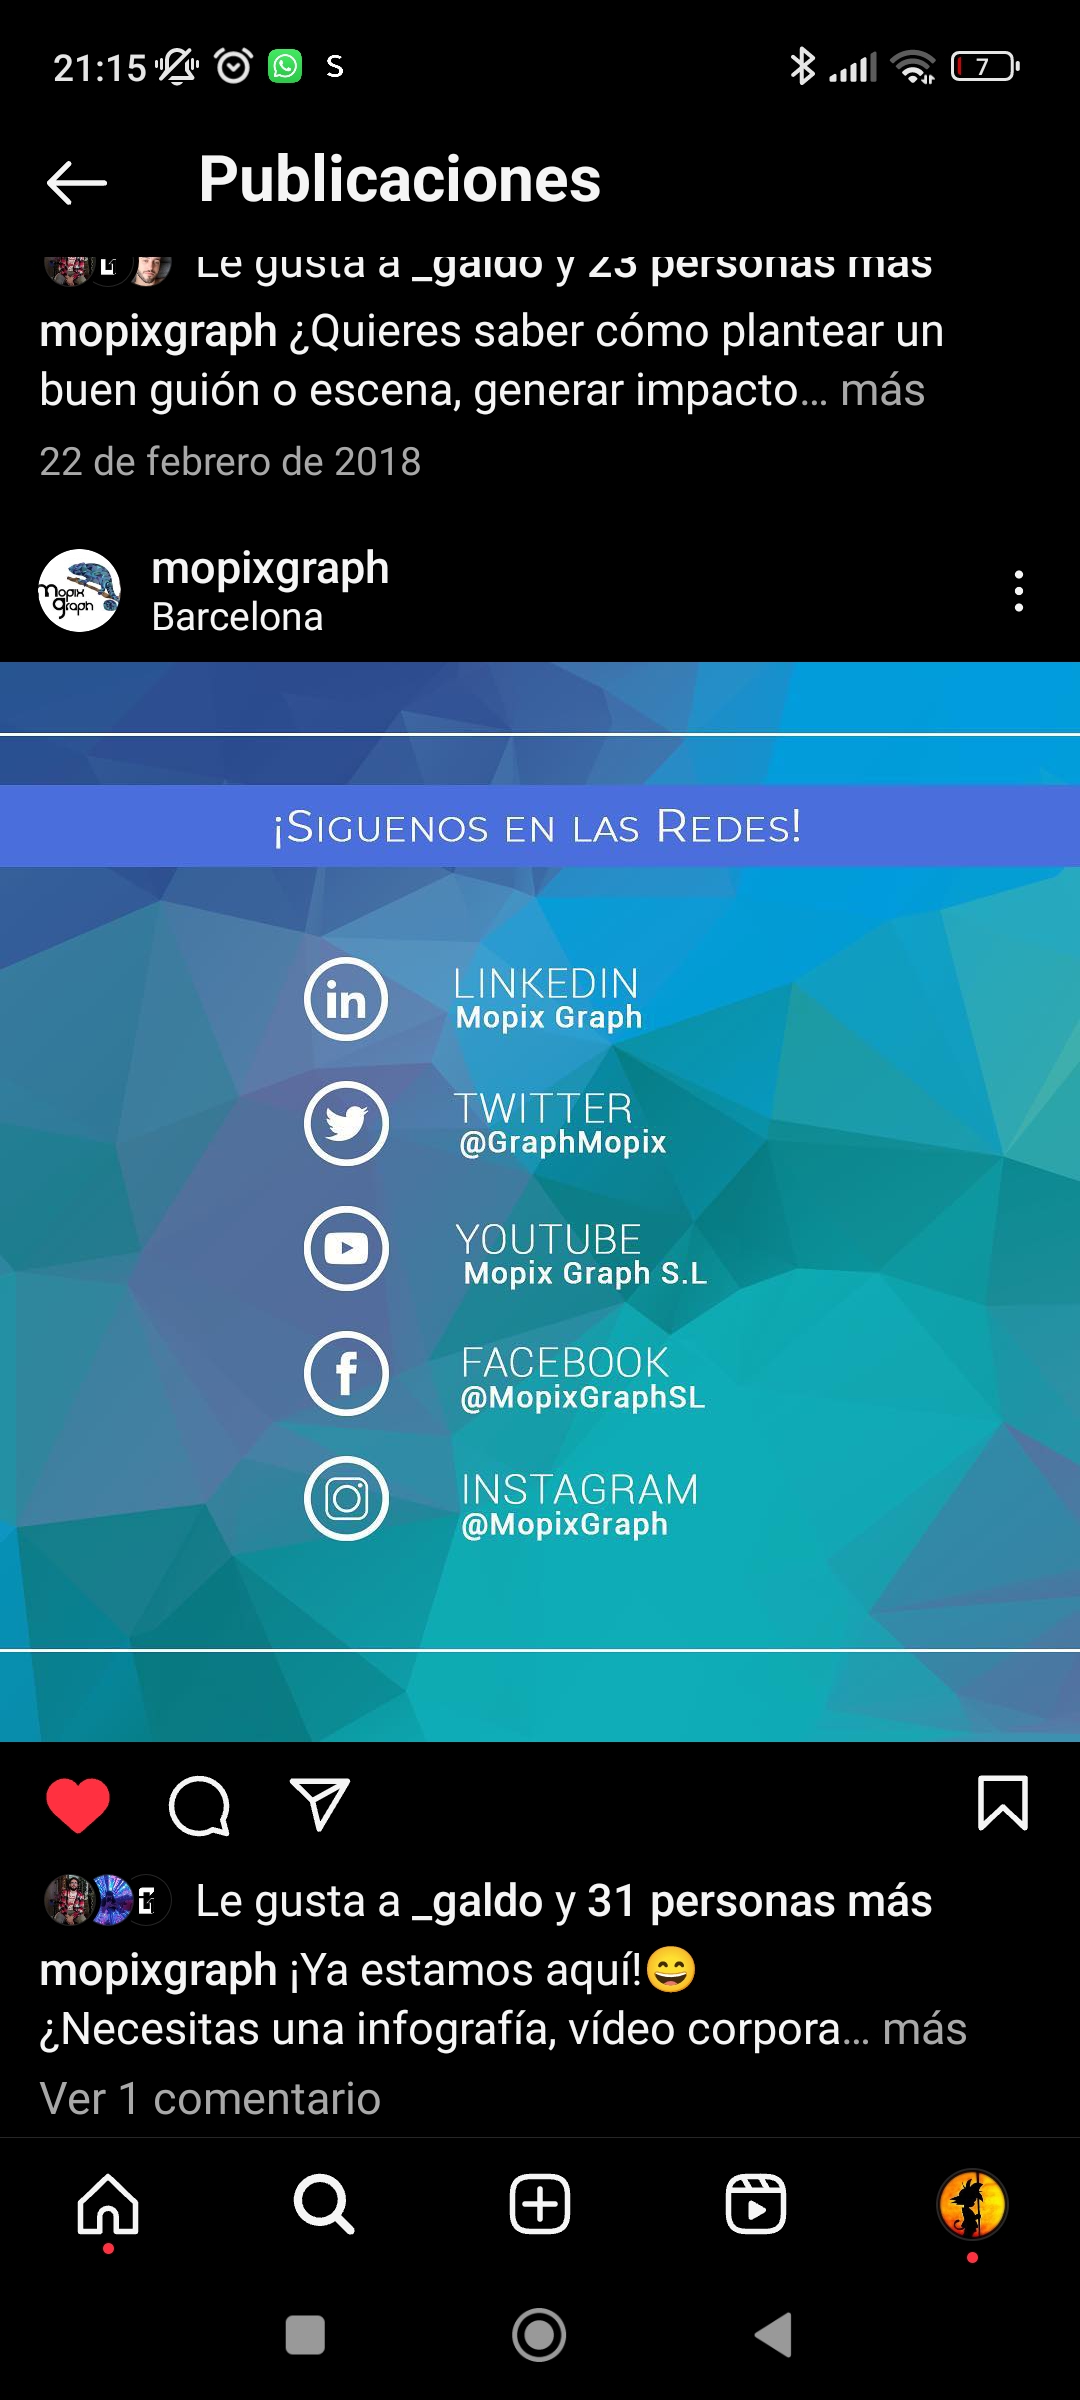 21:15 S 7
Publicaciones
Le gusta a _galdo y 23 personas más
mopixgraph ¿Quieres saber cómo plantear un
buen guión o escena, generar impacto... más
22 de febrero de 2018
mopixgraph
Barcelona
Mopix
graph
¡Siguenos en las Redes!
in
LINKEDIN
Mopix Graph
TWITTER
@GraphMopix
YOUTUBE
Mopix Graph S.L
f
FACEBOOK
@MopixGraphSL
INSTAGRAM
@MopixGraph
Le gusta a _galdo y 31 personas más
mopixgraph ¡Ya estamos aquí!😄
¿Necesitas una infografía, vídeo corpora... más
Ver 1 comentario